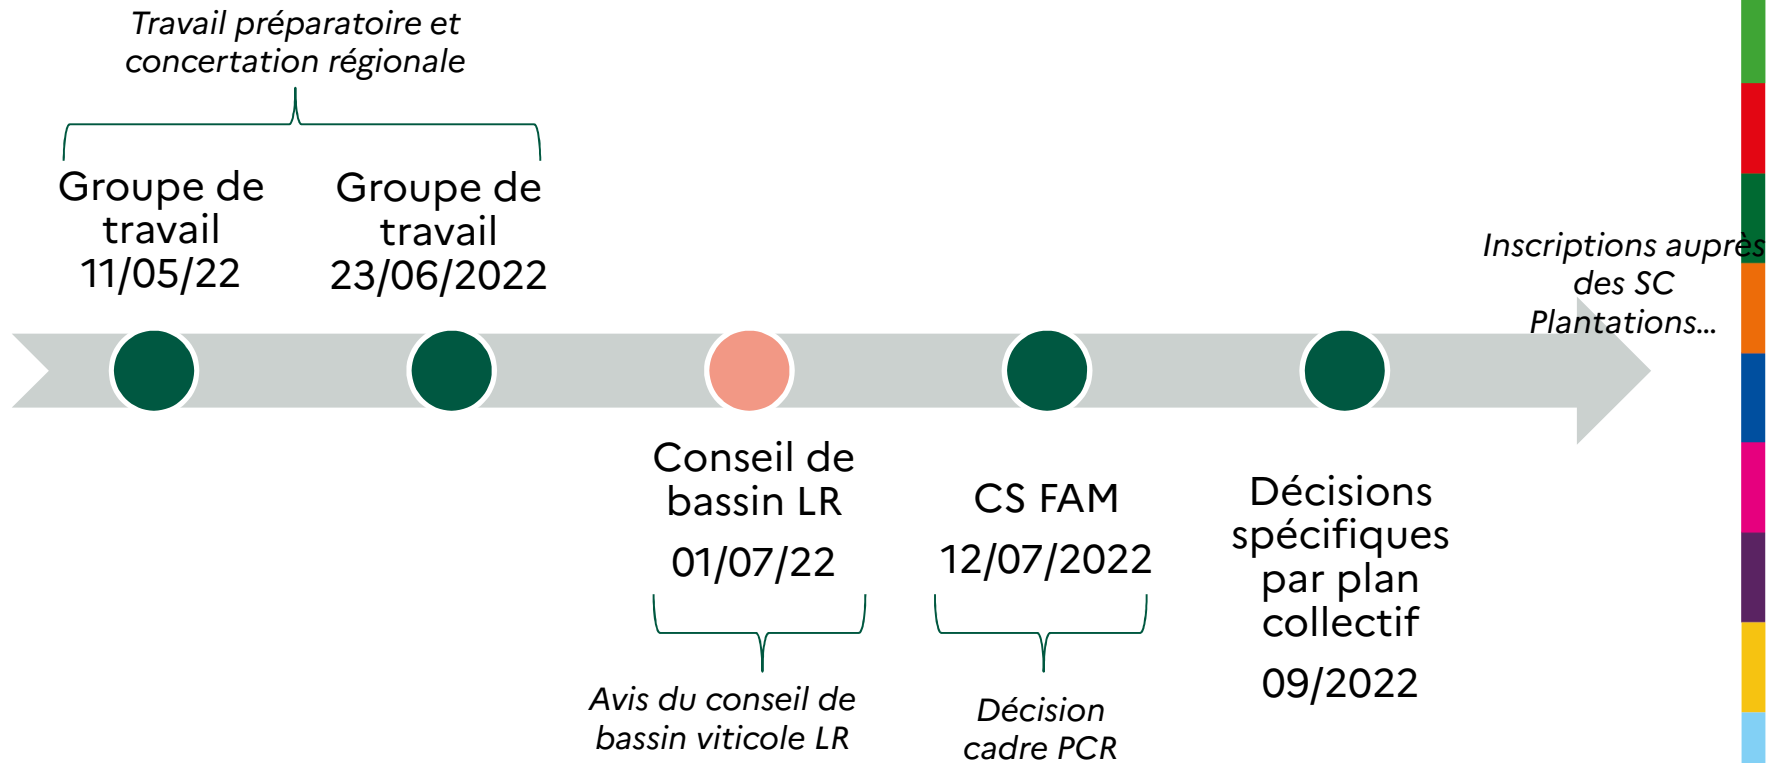 Travail préparatoire et
concertation régionale
Groupe de
travail
11/05/22
Groupe de
travail
23/06/2022
Inscriptions auprès
des SC
Plantations...
Conseil de
bassin LR
01/07/22
CS FAM
12/07/2022
Décisions
spécifiques
par plan
collectif
09/2022
Avis du conseil de
bassin viticole LR
Décision
cadre PCR